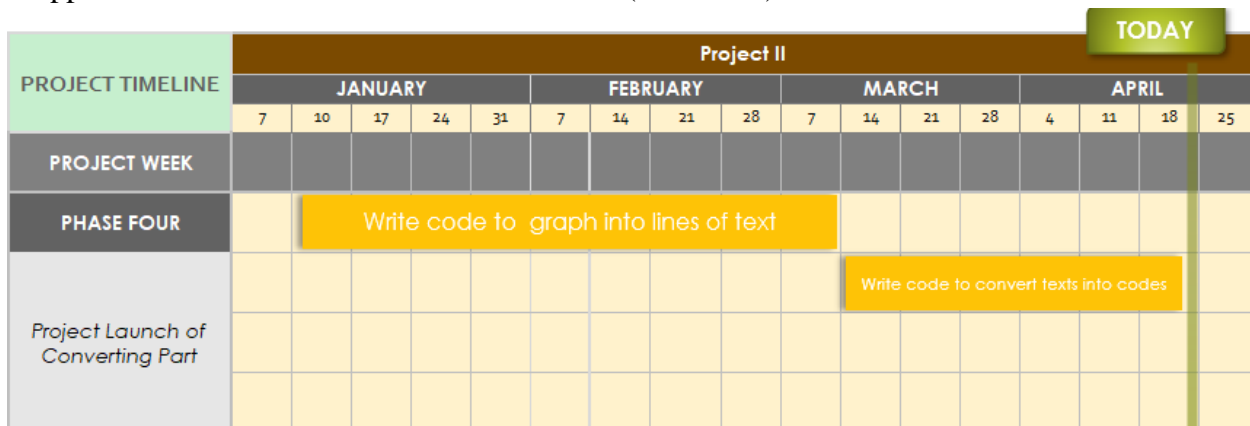 TODAY
Project II
PROJECT TIMELINE
JANUARY FEBRUARY MARCH APRIL
7 10 17 24 31 7 14 21 28 7 14 21 28 4 11 18 25
PROJECT WEEK
PHASE FOUR
Write code to graph into lines of text
Write code to convert texts into codes
Project Launch of
Converting Part